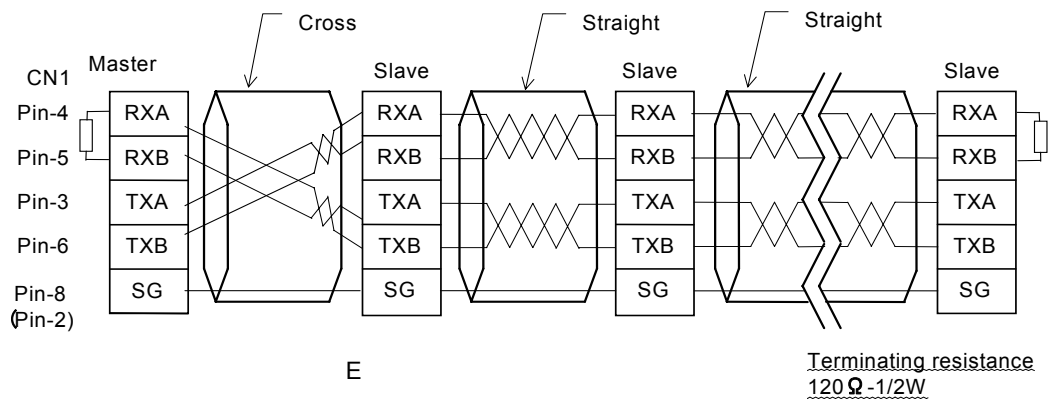 Cross
Straight
Straight
CN1
Master
Slave
Slave
Slave
Pin-4
RXA
RXA
RXA
RXA
Pin-5
RXB
RXB
RXB
RXB
Pin-3
TXA
TXA
TXA
TXA
Pin-6
TXB
TXB
TXB
TXB
Pin-8
SG
SG
SG
SG
(Pin-2)
E
Terminating resistance
120Ω-1/2W